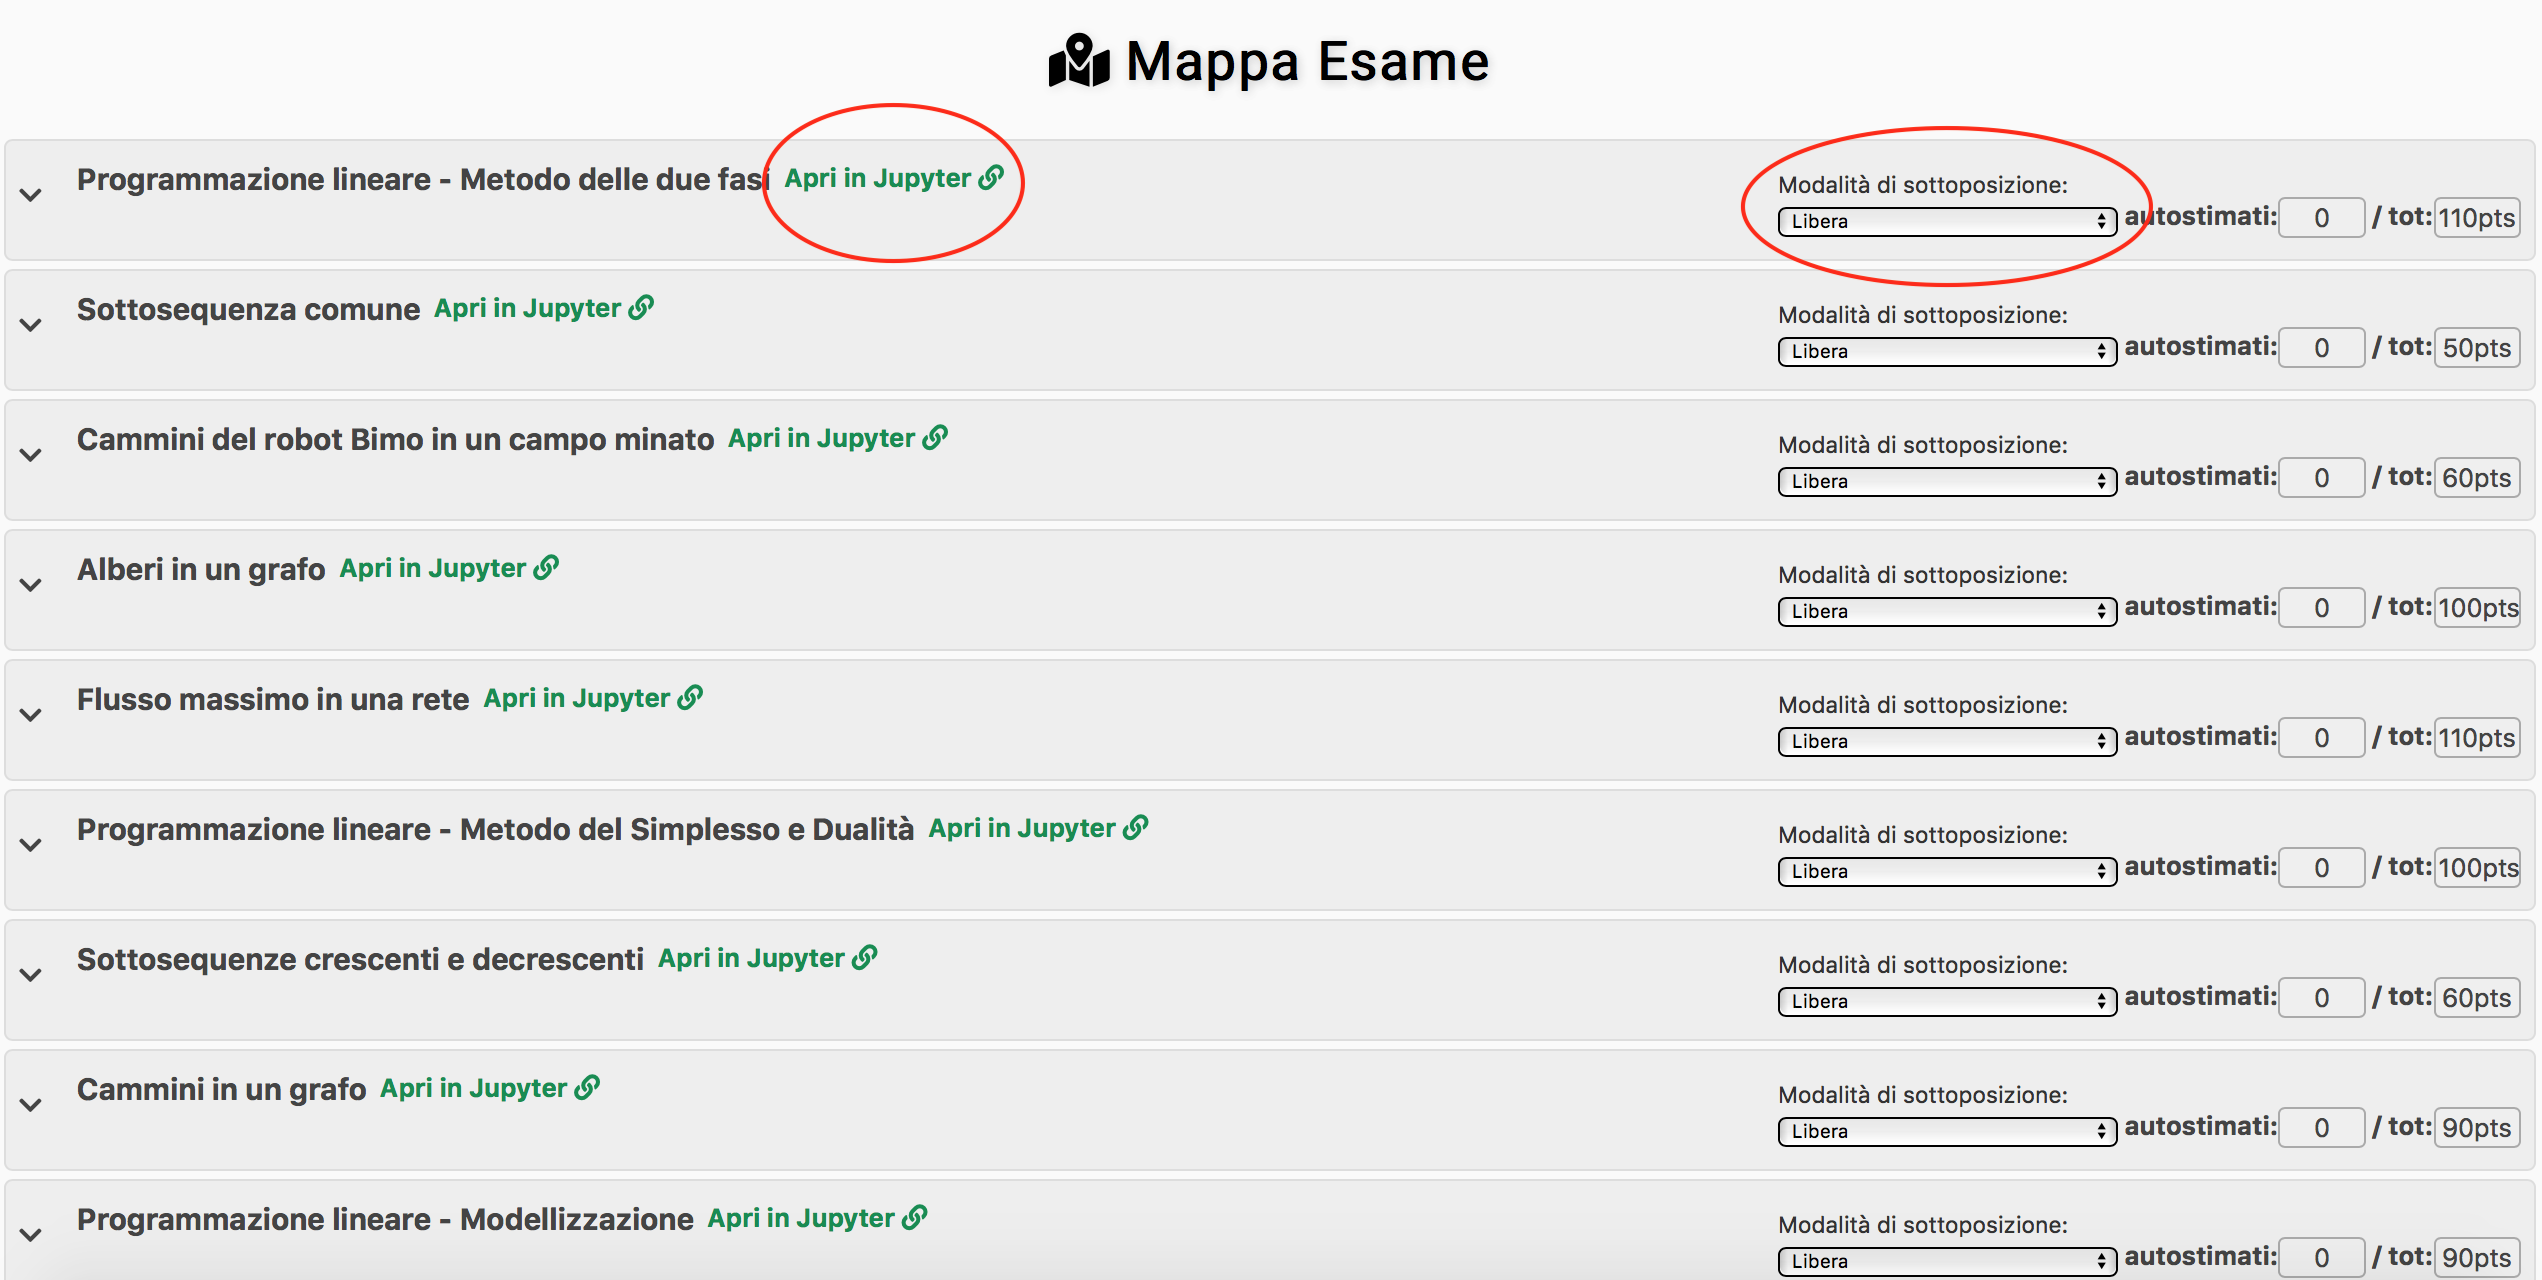 Mappa Esame
Programmazione lineare - Metodo delle due fasi Apri in Jupyter
Modalità di sottoposizione:
Libera autostimati: 0 / tot: 110pts
Sottosequenza comune Apri in Jupyter
Modalità di sottoposizione:
Libera autostimati: 0 / tot: 50pts
Cammini del robot Bimo in un campo minato Apri in Jupyter
Modalità di sottoposizione:
Libera autostimati: 0 / tot: 60pts
Alberi in un grafo Apri in Jupyter
Modalità di sottoposizione:
Libera autostimati: 0 / tot: 100pts
Flusso massimo in una rete Apri in Jupyter
Modalità di sottoposizione:
Libera autostimati: 0 / tot: 110pts
Programmazione lineare - Metodo del Simplesso e Dualità Apri in Jupyter
Modalità di sottoposizione:
Libera autostimati: 0 / tot: 100pts
Sottosequenze crescenti e decrescenti Apri in Jupyter
Modalità di sottoposizione:
Libera autostimati: 0 / tot: 60pts
Cammini in un grafo Apri in Jupyter
Modalità di sottoposizione:
Libera autostimati: 0 / tot: 90pts
Programmazione lineare - Modellizzazione Apri in Jupyter
Modalità di sottoposizione:
Libera autostimati: 0 / tot: 90pts